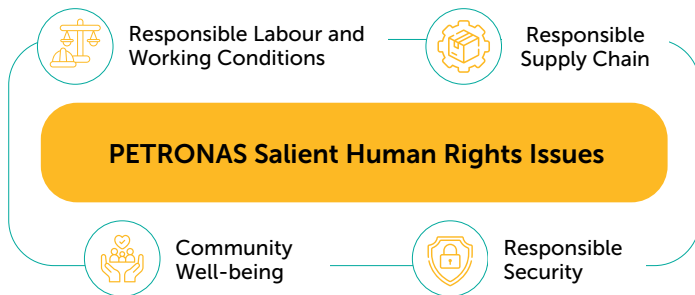 Responsible Labour and
Working Conditions
Responsible
Supply Chain
PETRONAS Salient Human Rights Issues
Community
Well-being
Responsible
Security